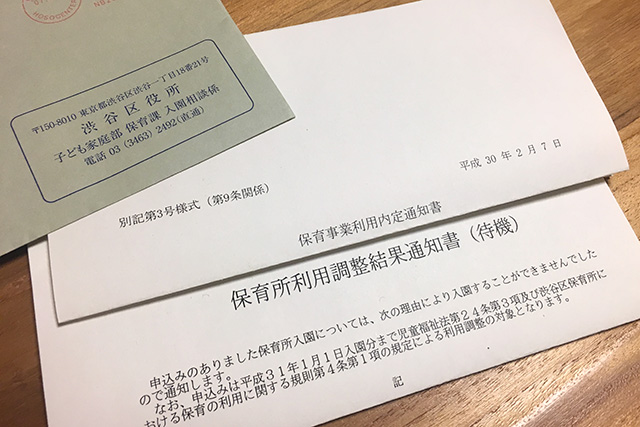 〒150-8010 東京都渋谷区渋谷一丁目18番21号
渋谷区役所
子ども家庭部 保育課 入園相談係
電話 03 (3463) 2492 (直通)
平成 30 年 2 月 7 日
別記第3号様式（第9条関係）
保育事業利用内定通知書
保育所利用調整結果通知書（待機）
申込みのありました保育所入園については、次の理由により入園することができませんでした
ので通知します。
なお、申込みは平成31年1月1日入園分まで児童福祉法第24条第3項及び渋谷区保育所に
おける保育の利用に関する規則第4条第1項の規定による利用調整の対象となります。
記